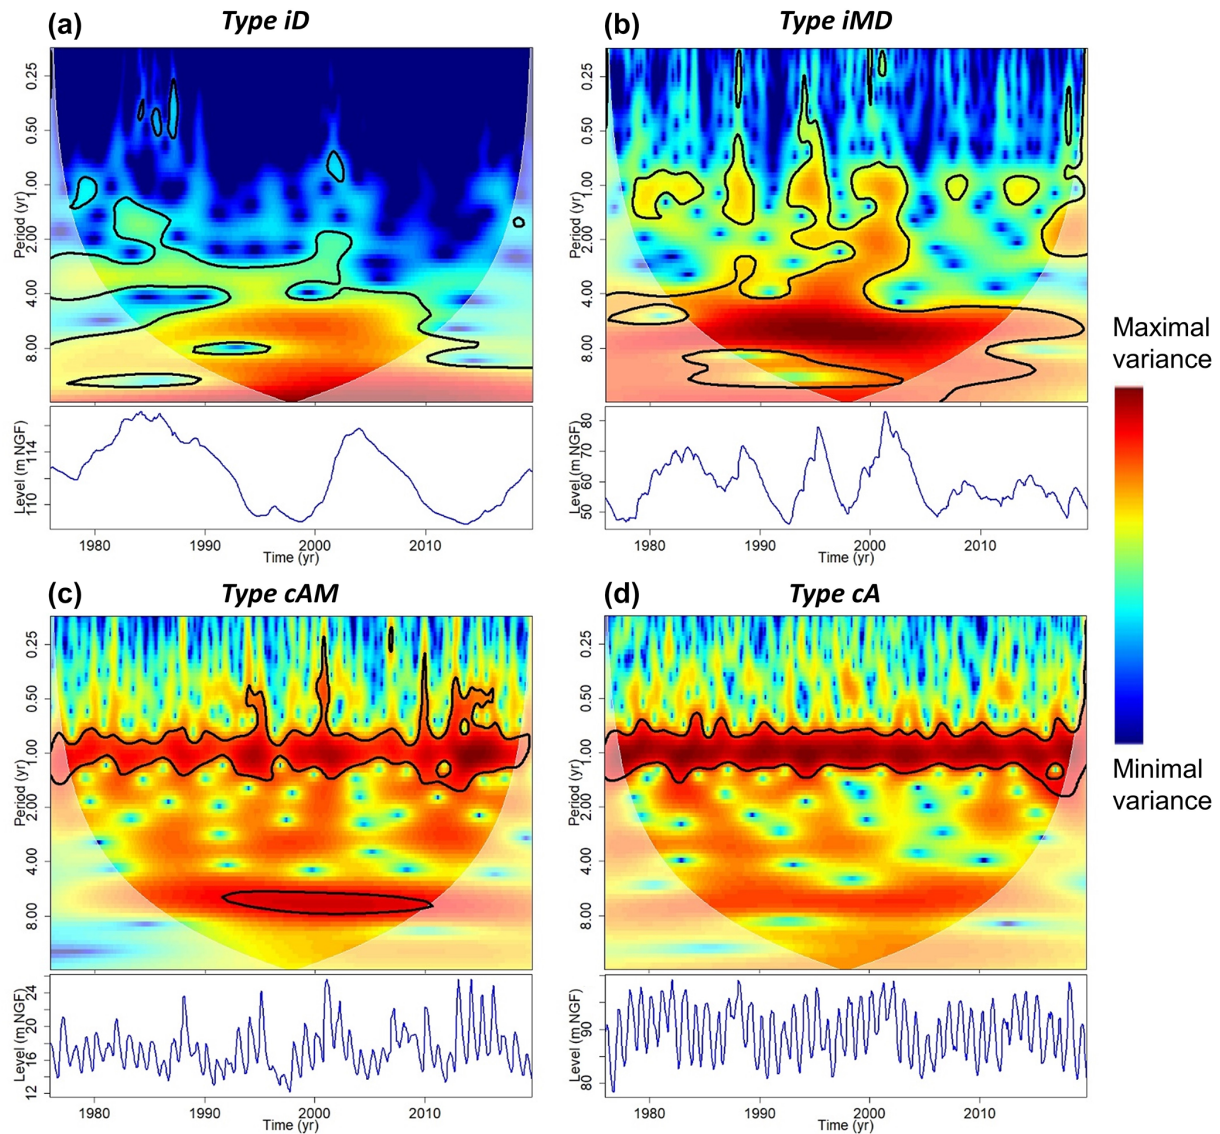 (a) Type iD
0.25
0.50
1.00
2.00
4.00
8.00
Period (yr)
114
110
Level (m NGF)
1980 1990 2000 2010
Time (yr)
(b) Type iMD
0.25
0.50
1.00
2.00
4.00
8.00
Period (yr)
80
70
60
50
Level (m NGF)
1980 1990 2000 2010
Time (yr)
(c) Type cAM
0.25
0.50
1.00
2.00
4.00
8.00
Period (yr)
24
20
16
12
Level (m NGF)
1980 1990 2000 2010
Time (yr)
(d) Type cA
0.25
0.50
1.00
2.00
4.00
8.00
Period (yr)
90
80
Level (m NGF)
1980 1990 2000 2010
Time (yr)
Maximal
variance
Minimal
variance